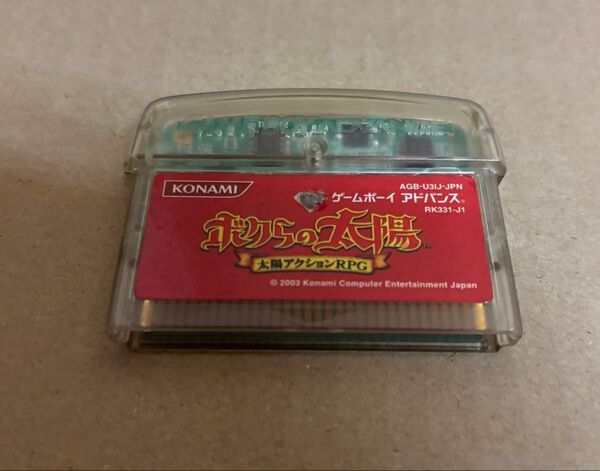 KONAMI
AGB-U3IJ-JPN
ゲームボーイ アドバンス®
RK331-J1
ボクらの太陽™
太陽アクションRPG
© 2003 Konami Computer Entertainment Japan